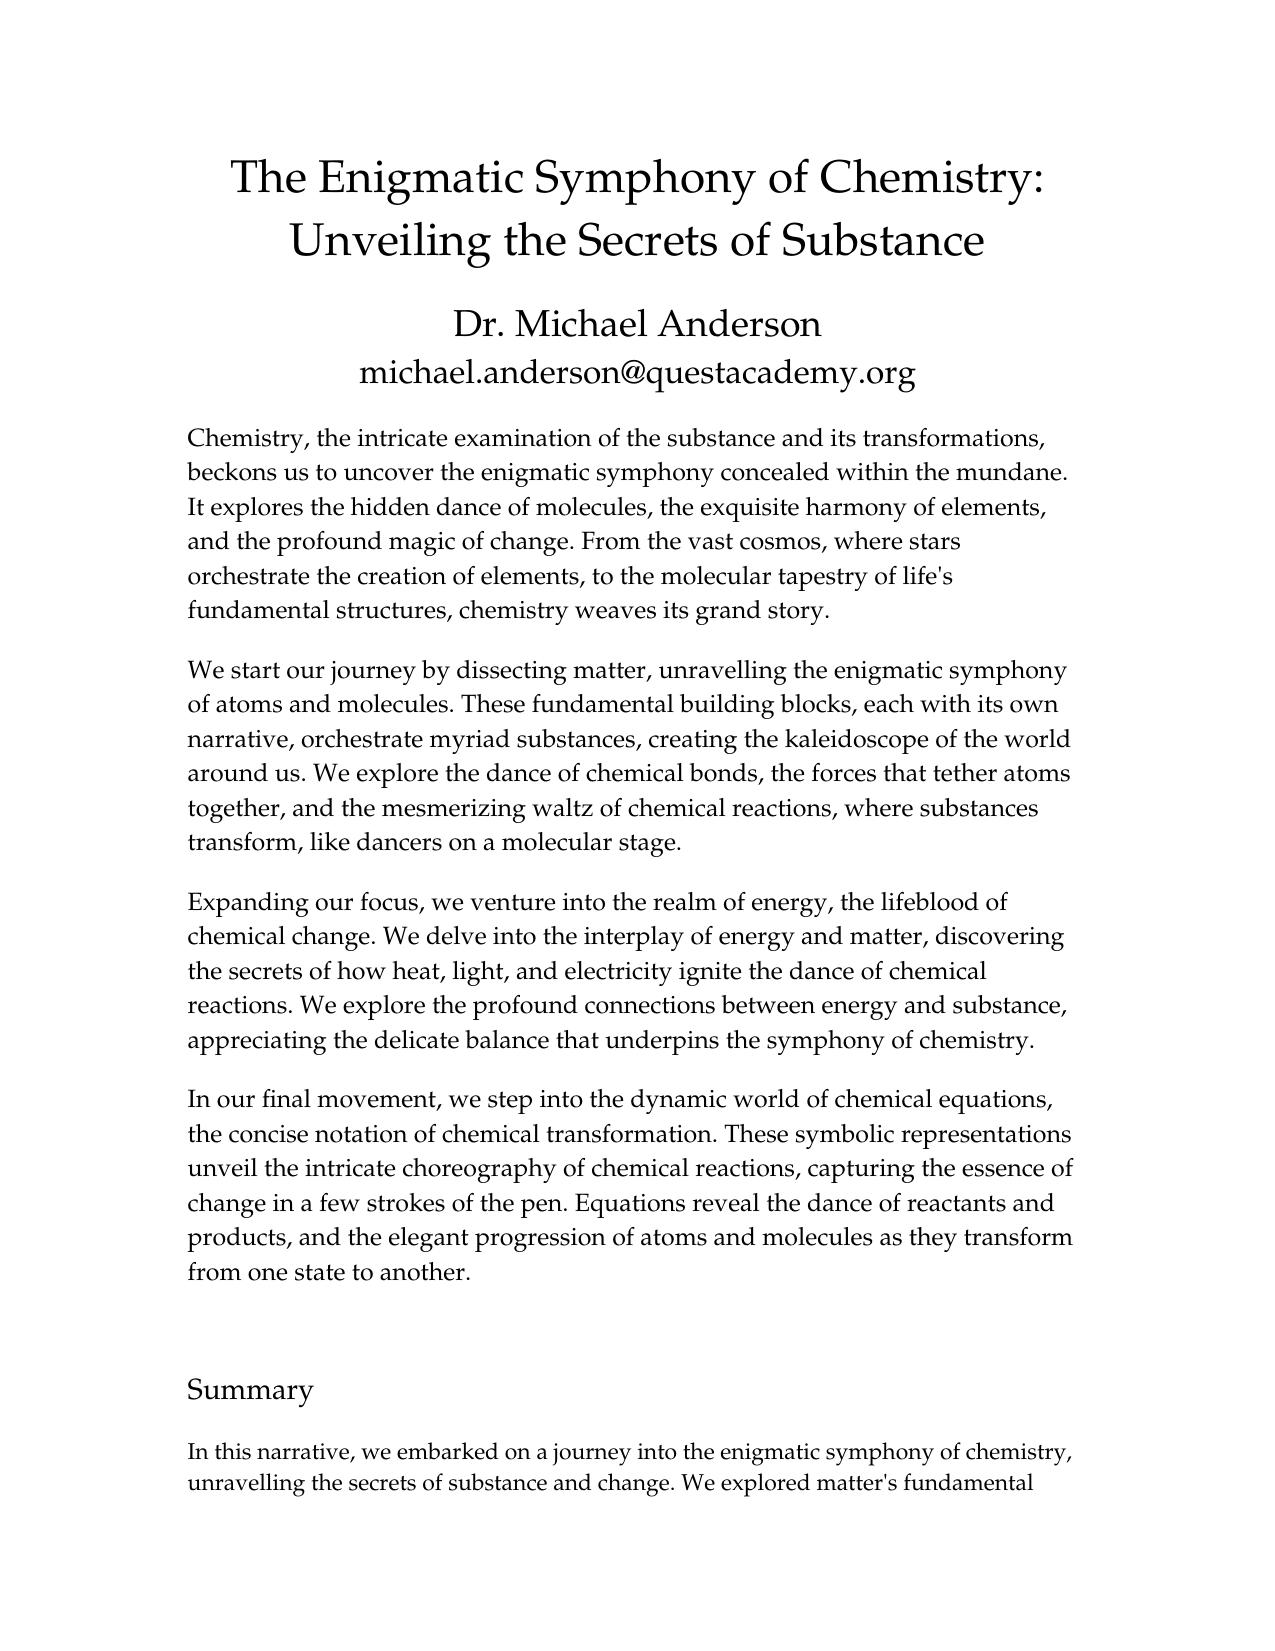 The Enigmatic Symphony of Chemistry:
Unveiling the Secrets of Substance
Dr. Michael Anderson
michael.anderson@questacademy.org
Chemistry, the intricate examination of the substance and its transformations,
beckons us to uncover the enigmatic symphony concealed within the mundane.
It explores the hidden dance of molecules, the exquisite harmony of elements,
and the profound magic of change. From the vast cosmos, where stars
orchestrate the creation of elements, to the molecular tapestry of life's
fundamental structures, chemistry weaves its grand story.
We start our journey by dissecting matter, unravelling the enigmatic symphony
of atoms and molecules. These fundamental building blocks, each with its own
narrative, orchestrate myriad substances, creating the kaleidoscope of the world
around us. We explore the dance of chemical bonds, the forces that tether atoms
together, and the mesmerizing waltz of chemical reactions, where substances
transform, like dancers on a molecular stage.
Expanding our focus, we venture into the realm of energy, the lifeblood of
chemical change. We delve into the interplay of energy and matter, discovering
the secrets of how heat, light, and electricity ignite the dance of chemical
reactions. We explore the profound connections between energy and substance,
appreciating the delicate balance that underpins the symphony of chemistry.
In our final movement, we step into the dynamic world of chemical equations,
the concise notation of chemical transformation. These symbolic representations
unveil the intricate choreography of chemical reactions, capturing the essence of
change in a few strokes of the pen. Equations reveal the dance of reactants and
products, and the elegant progression of atoms and molecules as they transform
from one state to another.
Summary
In this narrative, we embarked on a journey into the enigmatic symphony of chemistry,
unravelling the secrets of substance and change. We explored matter's fundamental